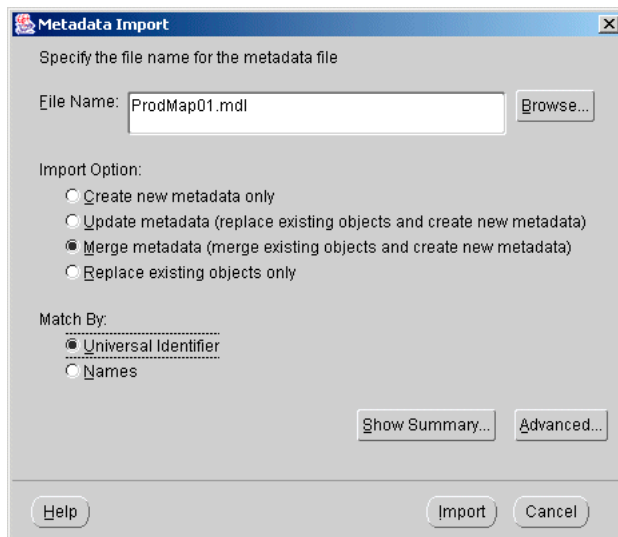 Metadata Import
Specify the file name for the metadata file
File Name: ProdMap01.mdl Browse...
Import Option:
Create new metadata only
Update metadata (replace existing objects and create new metadata)
Merge metadata (merge existing objects and create new metadata)
Replace existing objects only
Match By:
Universal Identifier
Names
Show Summary... Advanced...
Help Import Cancel